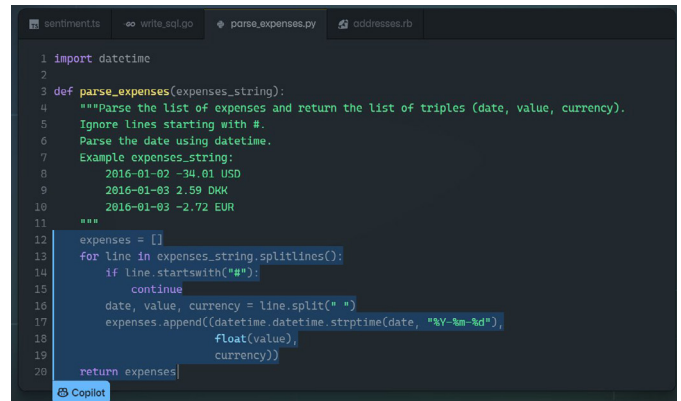 sentiment.ts write_sql.go parse_expenses.py addresses.rb
1 import datetime
2
3 def parse_expenses(expenses_string):
4     """Parse the list of expenses and return the list of triples (date, value, currency).
5     Ignore lines starting with #.
6     Parse the date using datetime.
7     Example expenses_string:
8         2016-01-02 -34.01 USD
9         2016-01-03 2.59 DKK
10         2016-01-03 -2.72 EUR
11     """
12     expenses = []
13     for line in expenses_string.splitlines():
14         if line.startswith("#"):
15             continue
16         date, value, currency = line.split(" ")
17         expenses.append((datetime.datetime.strptime(date, "%Y-%m-%d"),
18                         float(value),
19                         currency))
20     return expenses
Copilot